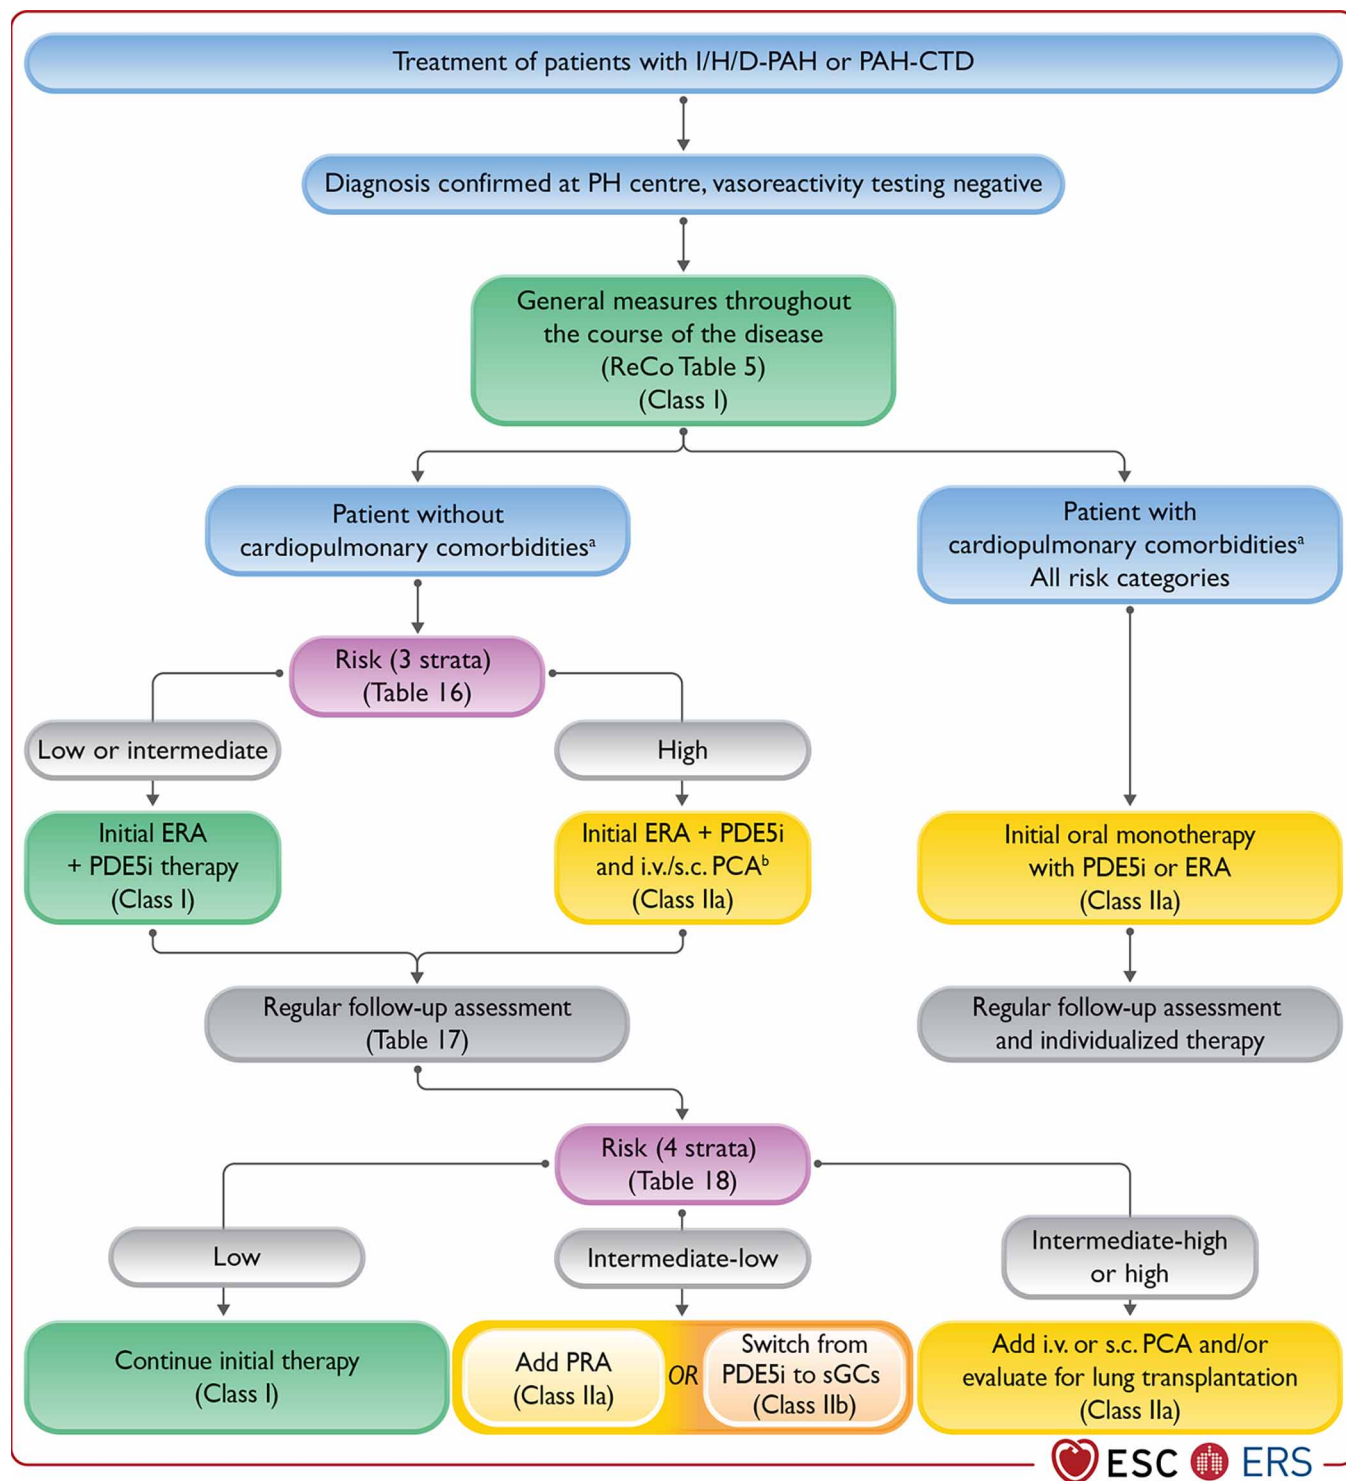 Treatment of patients with I/H/D-PAH or PAH-CTD
Diagnosis confirmed at PH centre, vasoreactivity testing negative
General measures throughout
the course of the disease
(ReCo Table 5)
(Class I)
Patient without
cardiopulmonary comorbiditiesᵃ
Patient with
cardiopulmonary comorbiditiesᵃ
All risk categories
Risk (3 strata)
(Table 16)
Low or intermediate
High
Initial ERA
+ PDE5i therapy
(Class I)
Initial ERA + PDE5i
and i.v./s.c. PCAᵇ
(Class IIa)
Initial oral monotherapy
with PDE5i or ERA
(Class IIa)
Regular follow-up assessment
(Table 17)
Regular follow-up assessment
and individualized therapy
Risk (4 strata)
(Table 18)
Low
Intermediate-low
Intermediate-high
or high
Continue initial therapy
(Class I)
Add PRA
(Class IIa)
OR
Switch from
PDE5i to sGCs
(Class IIb)
Add i.v. or s.c. PCA and/or
evaluate for lung transplantation
(Class IIa)
ESC ERS